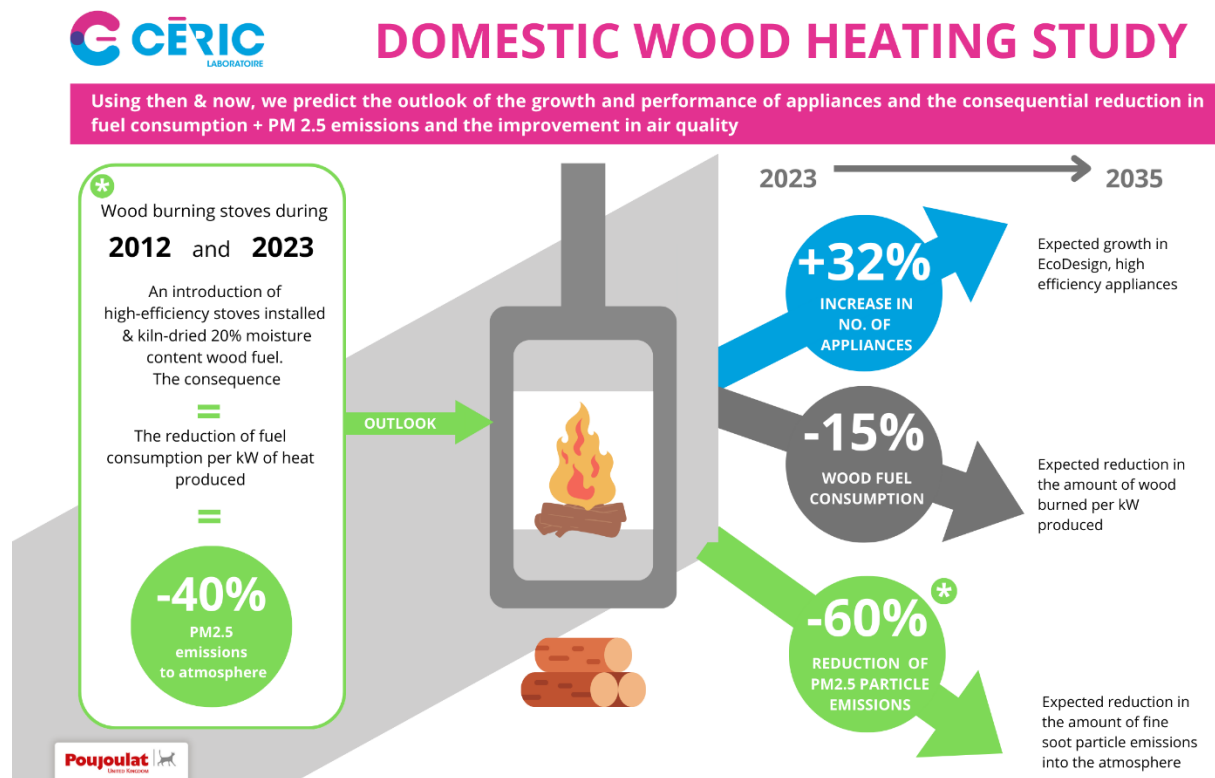 CERIC
LABORATOIRE
DOMESTIC WOOD HEATING STUDY
Using then & now, we predict the outlook of the growth and performance of appliances and the consequential reduction in
fuel consumption + PM 2.5 emissions and the improvement in air quality
*
Wood burning stoves during
2012 and 2023
An introduction of
high-efficiency stoves installed
& kiln-dried 20% moisture
content wood fuel.
The consequence
=
The reduction of fuel
consumption per kW of heat
produced
=
-40%
PM2.5
emissions
to atmosphere
OUTLOOK
2023
2035
+32%
INCREASE IN
NO. OF
APPLIANCES
Expected growth in
EcoDesign, high
efficiency appliances
-15%
WOOD FUEL
CONSUMPTION
Expected reduction in
the amount of wood
burned per kW
produced
-60% *
REDUCTION OF
PM2.5 PARTICLE
EMISSIONS
Expected reduction in
the amount of fine
soot particle emissions
into the atmosphere
Poujoulat
UNITED KINGDOM